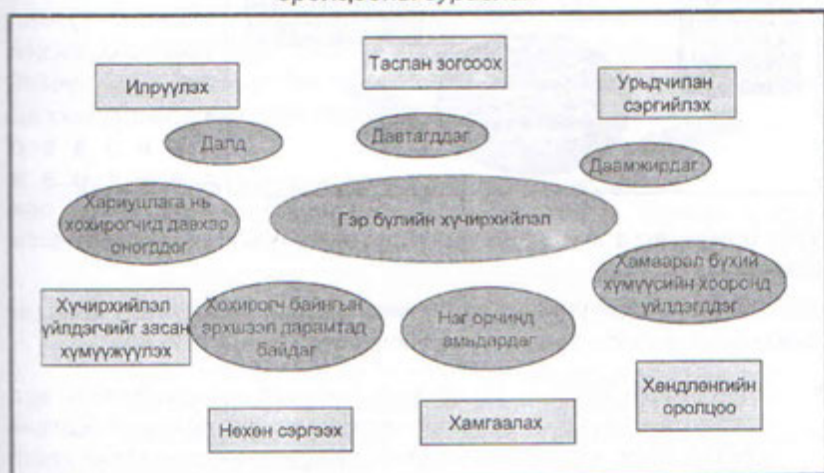 Таслан зогсоох
Илрүүлэх
Урьдчилан
сэргийлэх
Далд
Давтагддаг
Даамжирдаг
Хариуцлага нь
хохирогчид давхар
оногддог
Гэр бүлийн хүчирхийлэл
Хамаарал бүхий
хүмүүсийн хооронд
үйлдэгддэг
Хүчирхийлэл
үйлдэгчийг засан
хүмүүжүүлэх
Хохирогч байнгын
эрхшээл дарамтад
байдаг
Нэг орчинд
амьдардаг
Хөндлөнгийн
оролцоо
Нөхөн сэргээх
Хамгаалах